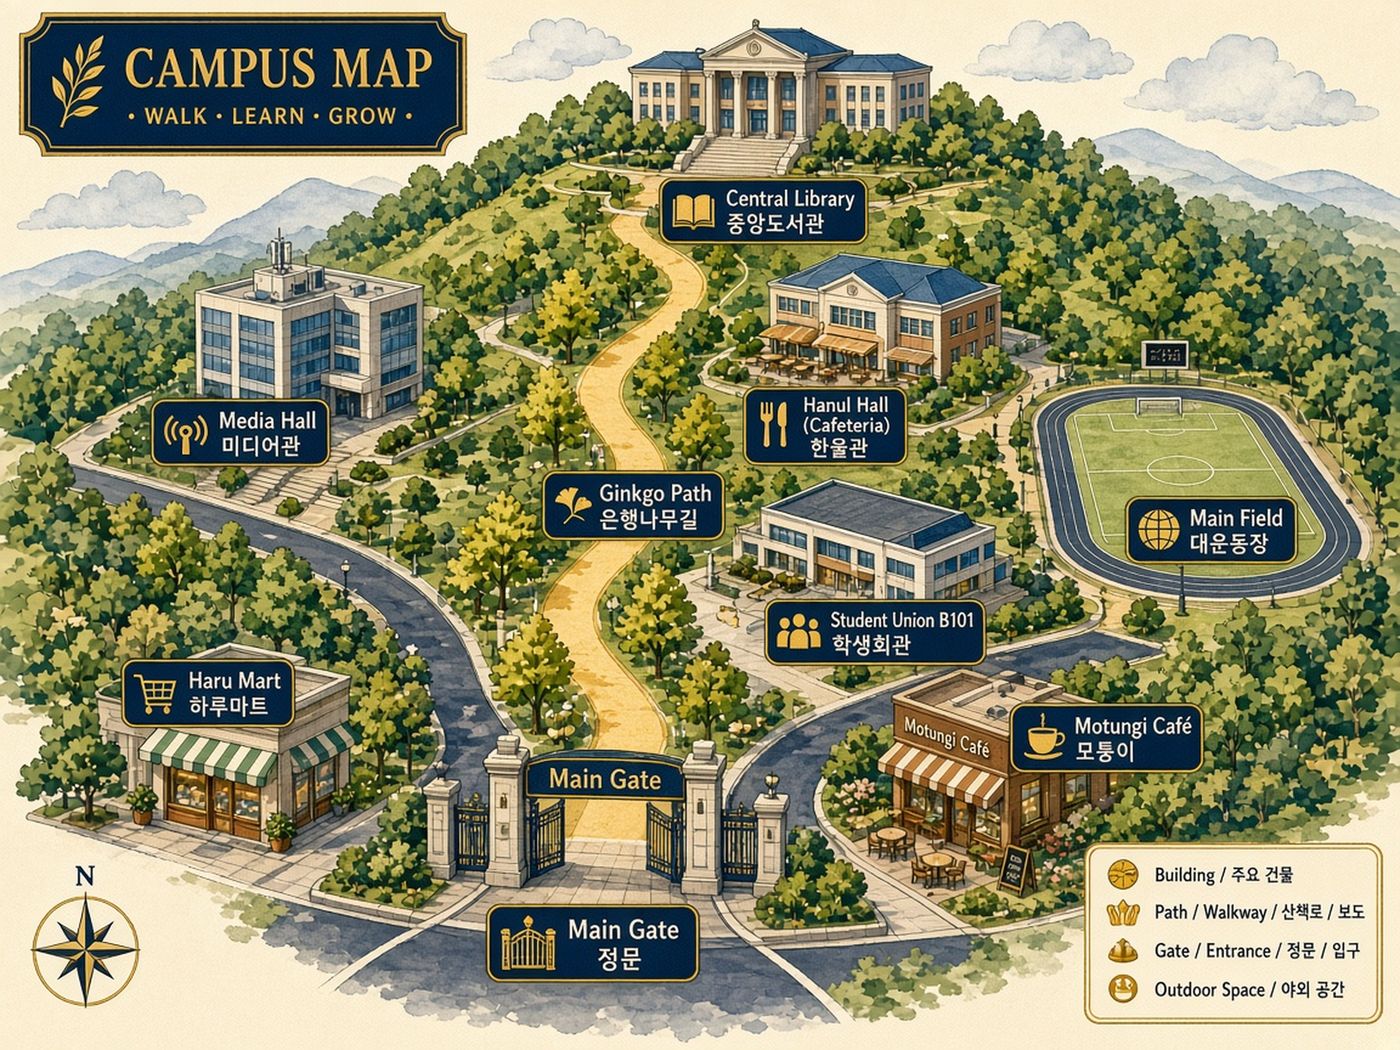 CAMPUS MAP
• WALK • LEARN • GROW •
Central Library
중앙도서관
Media Hall
미디어관
Hanul Hall
(Cafeteria)
한울관
Ginkgo Path
은행나무길
Main Field
대운동장
Student Union B101
학생회관
Haru Mart
하루마트
Motungi Café
Motungi Café
모퉁이
Main Gate
Main Gate
정문
N
Building / 주요 건물
Path / Walkway / 산책로 / 보도
Gate / Entrance / 정문 / 입구
Outdoor Space / 야외 공간